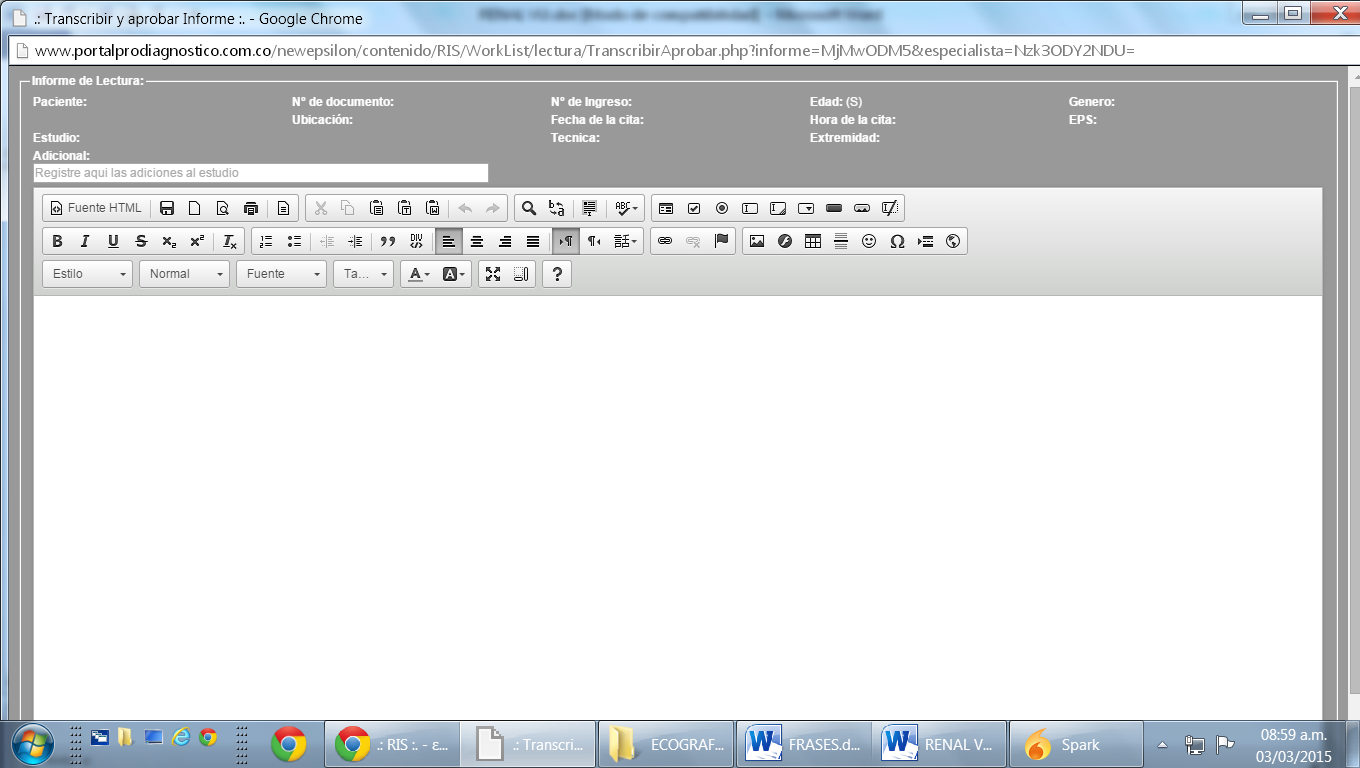 .: Transcribir y aprobar Informe :. - Google Chrome
www.portalprodiagnostico.com.co/newepsilon/contenido/RIS/WorkList/lectura/TranscribirAprobar.php?informe=MjMwODM5&especialista=Nzk3ODY2NDU=
Informe de Lectura:
Paciente: N° de documento: N° de Ingreso: Edad: (S) Genero:
Ubicación: Fecha de la cita: Hora de la cita: EPS:
Estudio: Tecnica: Extremidad:
Adicional:
Registre aqui las adiciones al estudio
Fuente HTML
Estilo Normal Fuente Ta...
.: RIS :. - ε... .: Transcri... ECOGRAF... FRASES.d... RENAL V... Spark
08:59 a.m.
03/03/2015